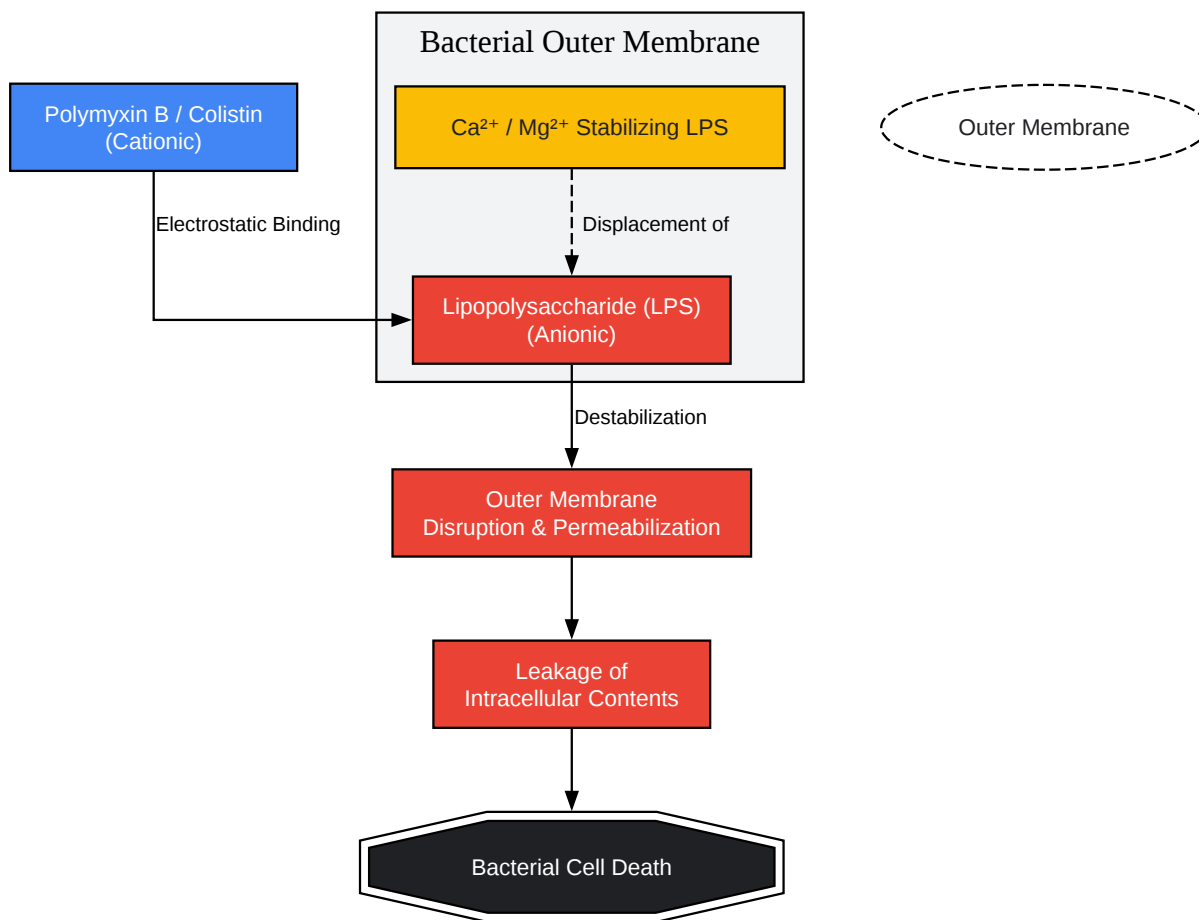 Bacterial Outer Membrane
Polymyxin B / Colistin
(Cationic)
Ca²⁺ / Mg²⁺ Stabilizing LPS
Outer Membrane
Electrostatic Binding
Displacement of
Lipopolysaccharide (LPS)
(Anionic)
Destabilization
Outer Membrane
Disruption & Permeabilization
Leakage of
Intracellular Contents
Bacterial Cell Death